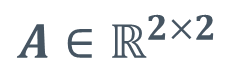 A ∈ ℝ^{2×2}